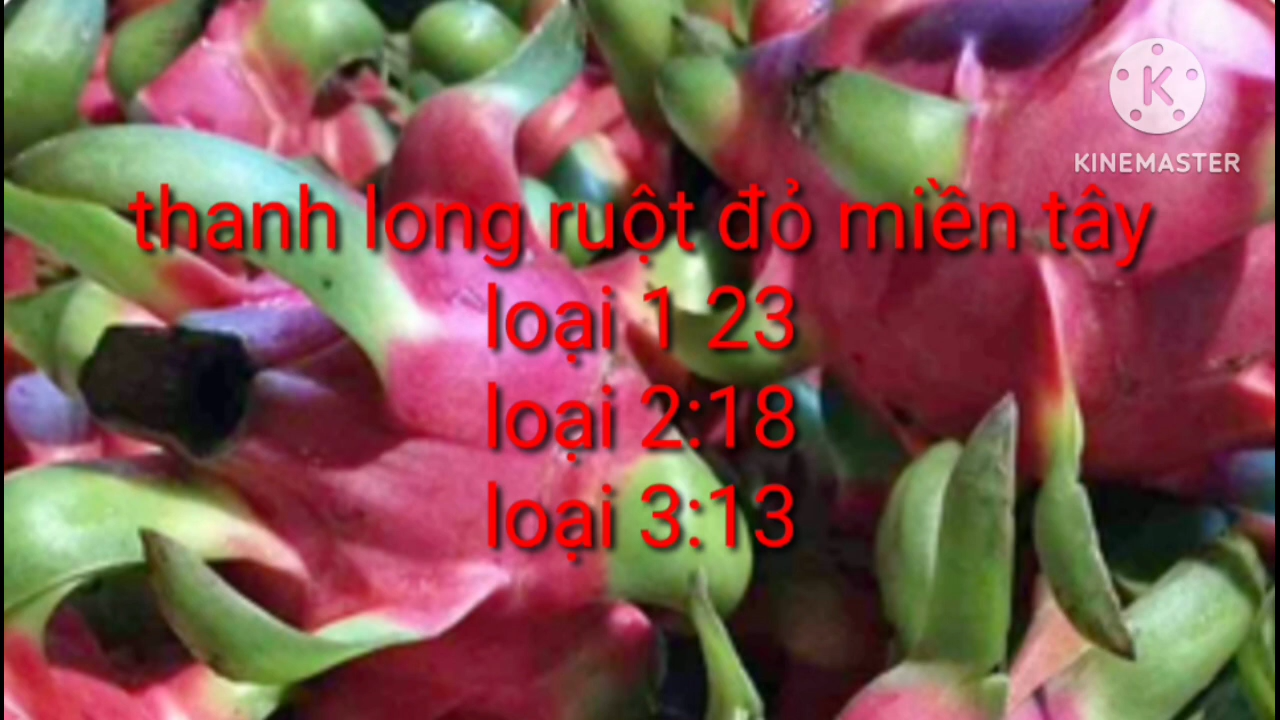 KINEMASTER
thanh long ruột đỏ miền tây
loại 1 23
loại 2:18
loại 3:13